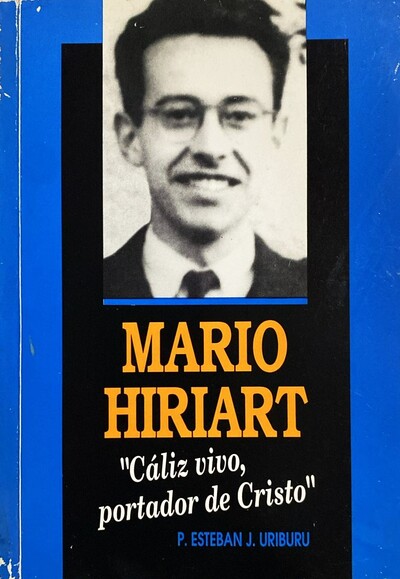 MARIO
HIRIART
"Cáliz vivo,
portador de Cristo"
P. ESTEBAN J. URIBURU